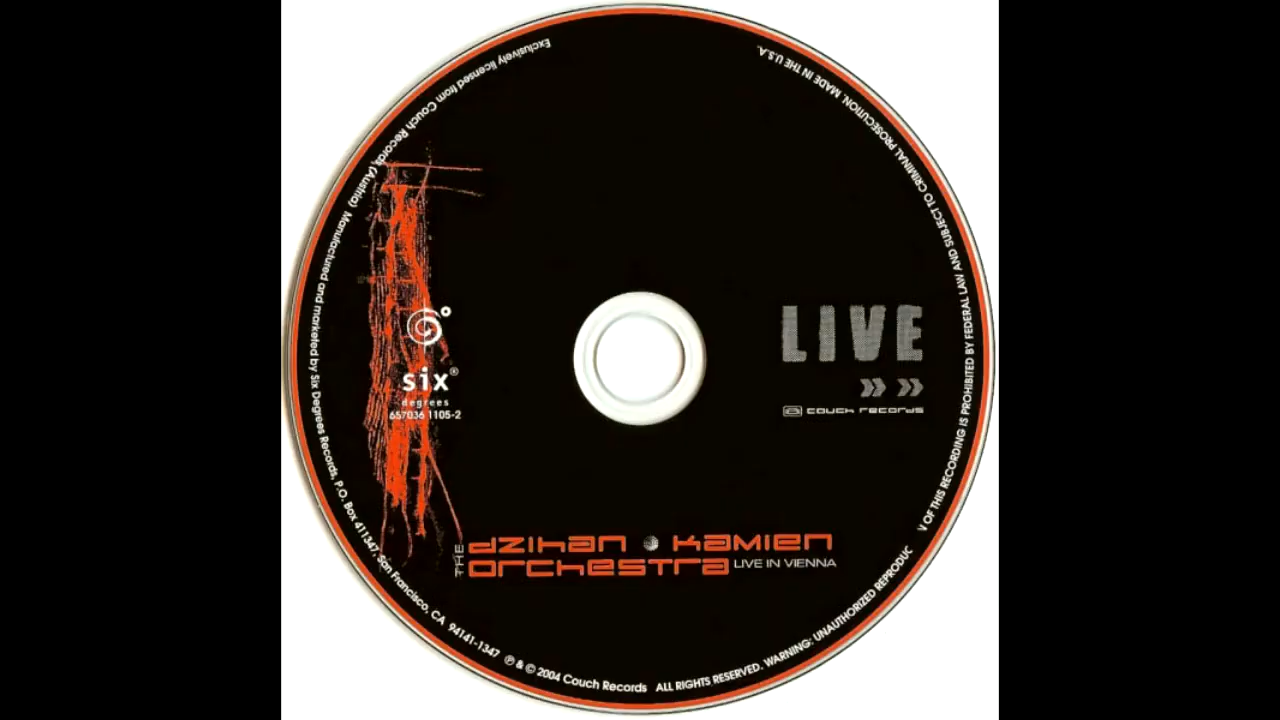 Exclusively licensed from Couch Records (Austria) Manufactured and marketed by Six Degrees Records, P.O. Box 411347, San Francisco, CA 94141-1347 ℗ & © 2004 Couch Records ALL RIGHTS RESERVED. WARNING: UNAUTHORIZED REPRODUC N OF THIS RECORDING IS PROHIBITED BY FEDERAL LAW AND SUBJECT TO CRIMINAL PROSECUTION. MADE IN THE U.S.A.
LIVE
six®
degrees
657036 1105-2
couch records
THE dzihan kamien
orchestra LIVE IN VIENNA